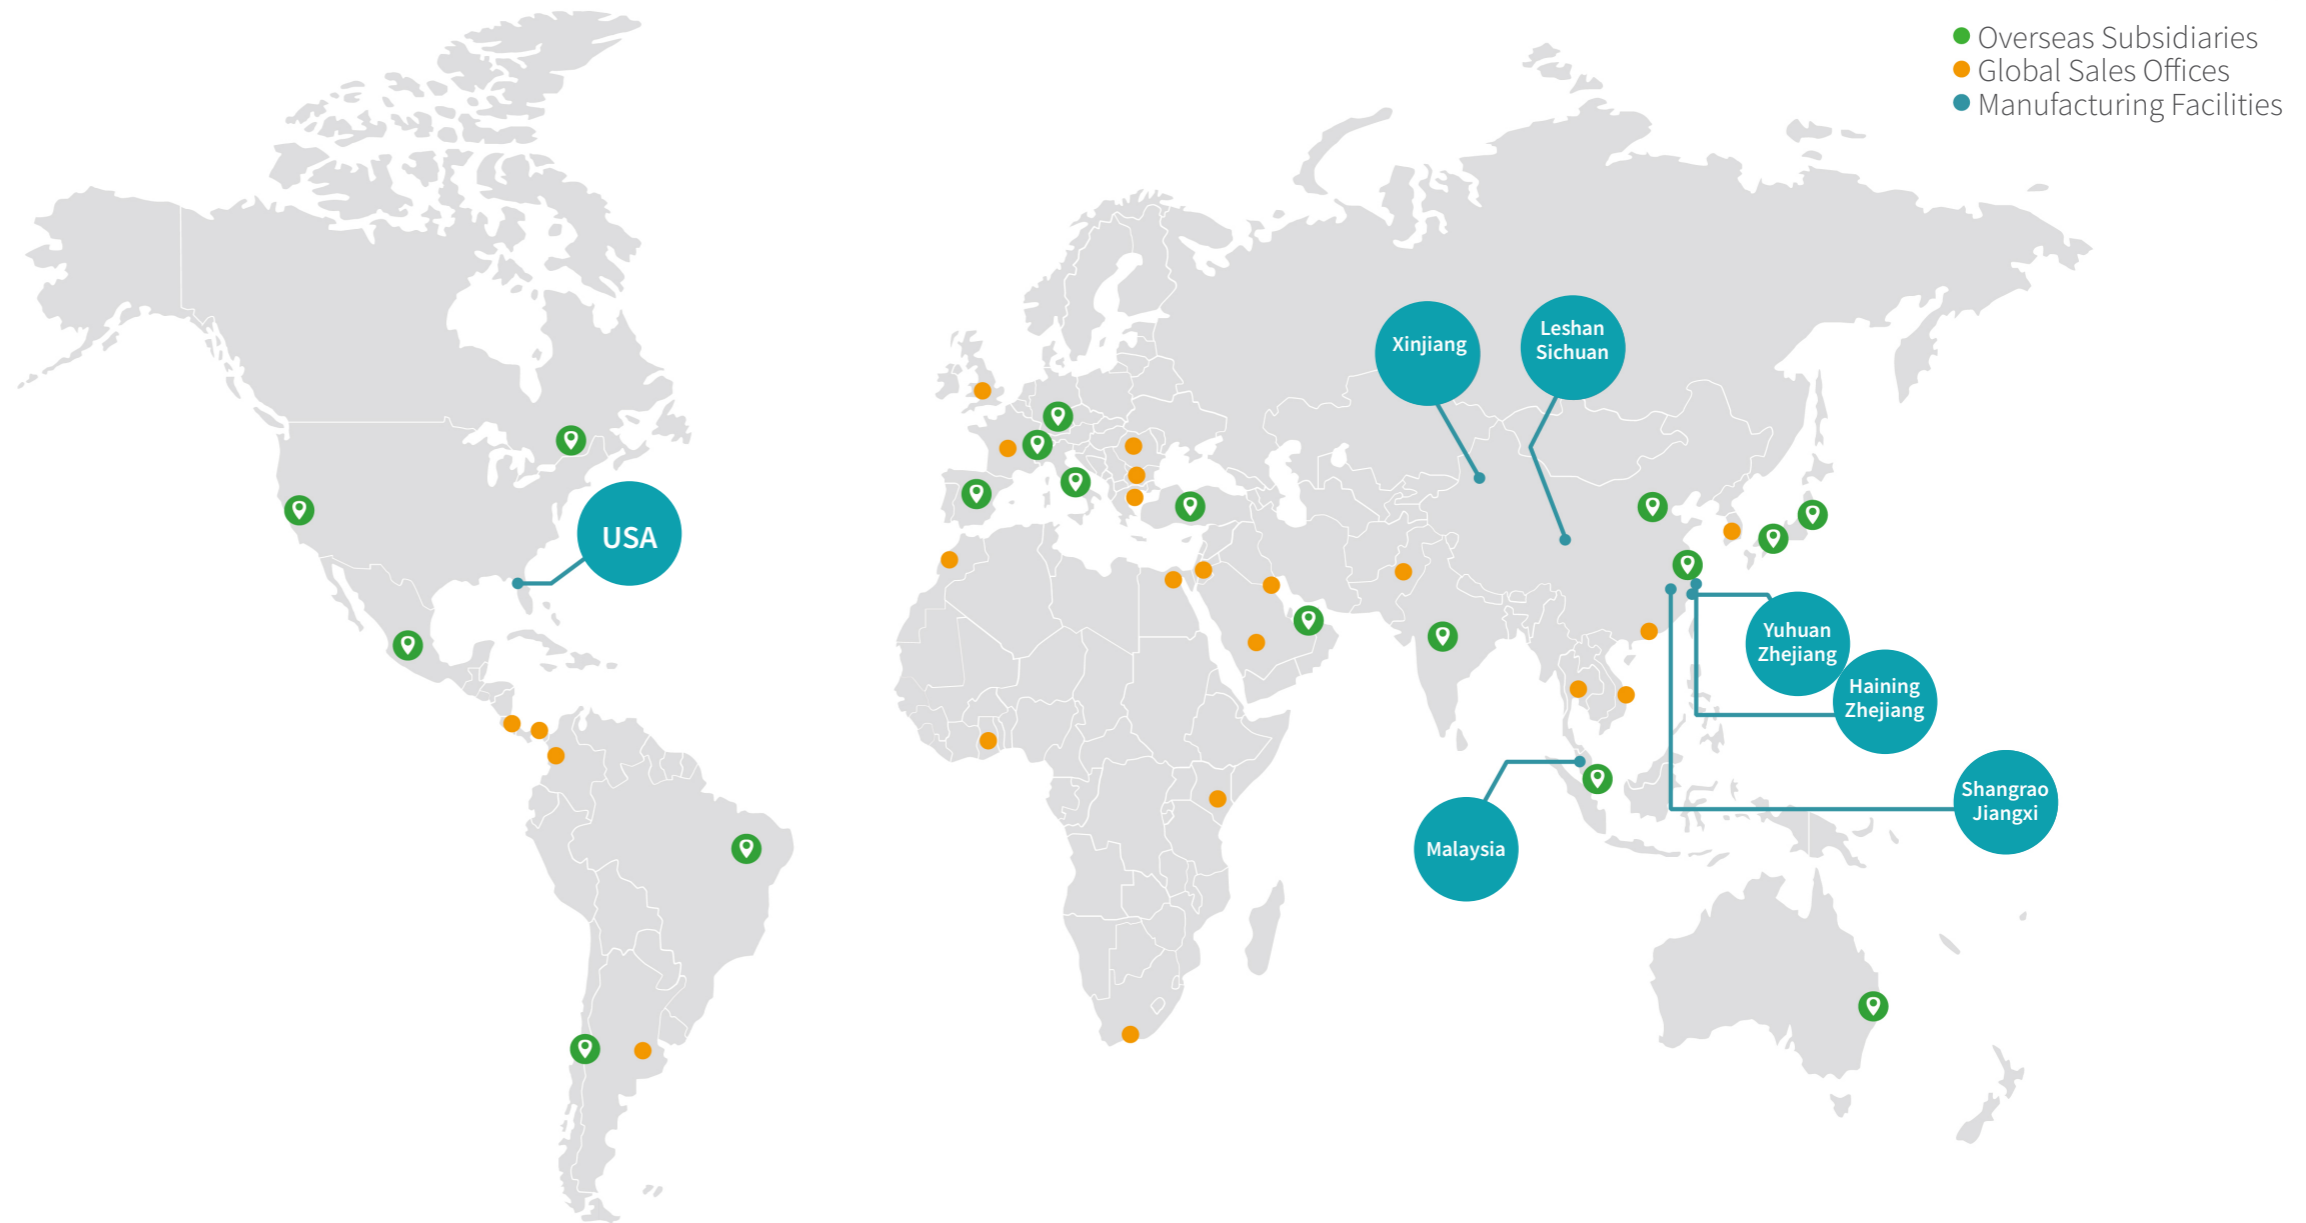 Overseas Subsidiaries
Global Sales Offices
Manufacturing Facilities
Xinjiang
Leshan
Sichuan
USA
Yuhuan
Zhejiang
Haining
Zhejiang
Shangrao
Jiangxi
Malaysia